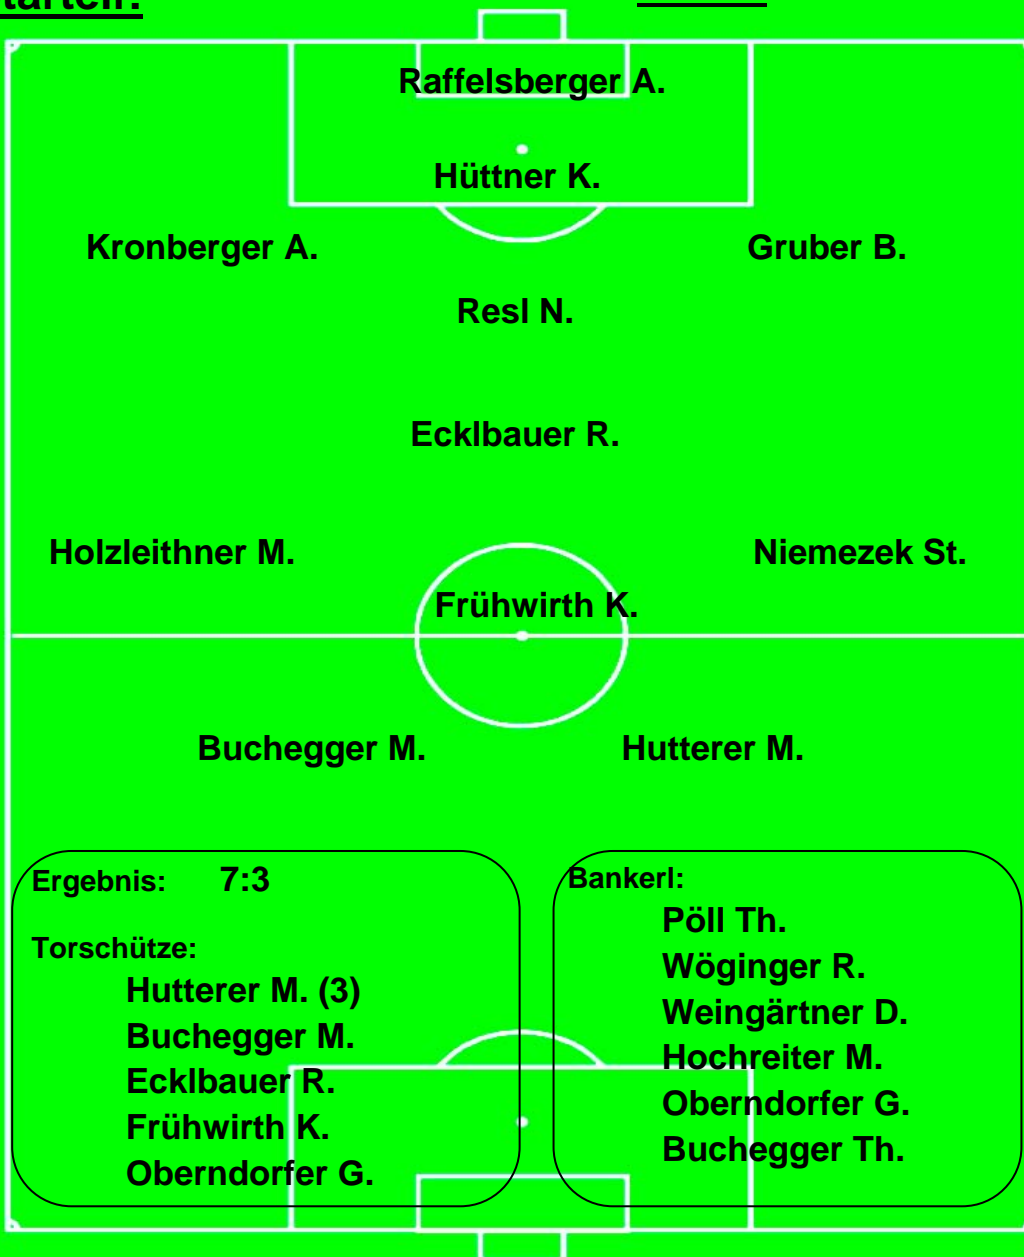 Raffelsberger A.
Hüttner K.
Kronberger A.
Gruber B.
Resl N.
Ecklbauer R.
Holzleithner M.
Niemezek St.
Frühwirth K.
Buchegger M.
Hutterer M.
Ergebnis: 7:3
Torschütze:
Hutterer M. (3)
Buchegger M.
Ecklbauer R.
Frühwirth K.
Oberndorfer G.
Bankerl:
Pöll Th.
Wöginger R.
Weingärtner D.
Hochreiter M.
Oberndorfer G.
Buchegger Th.